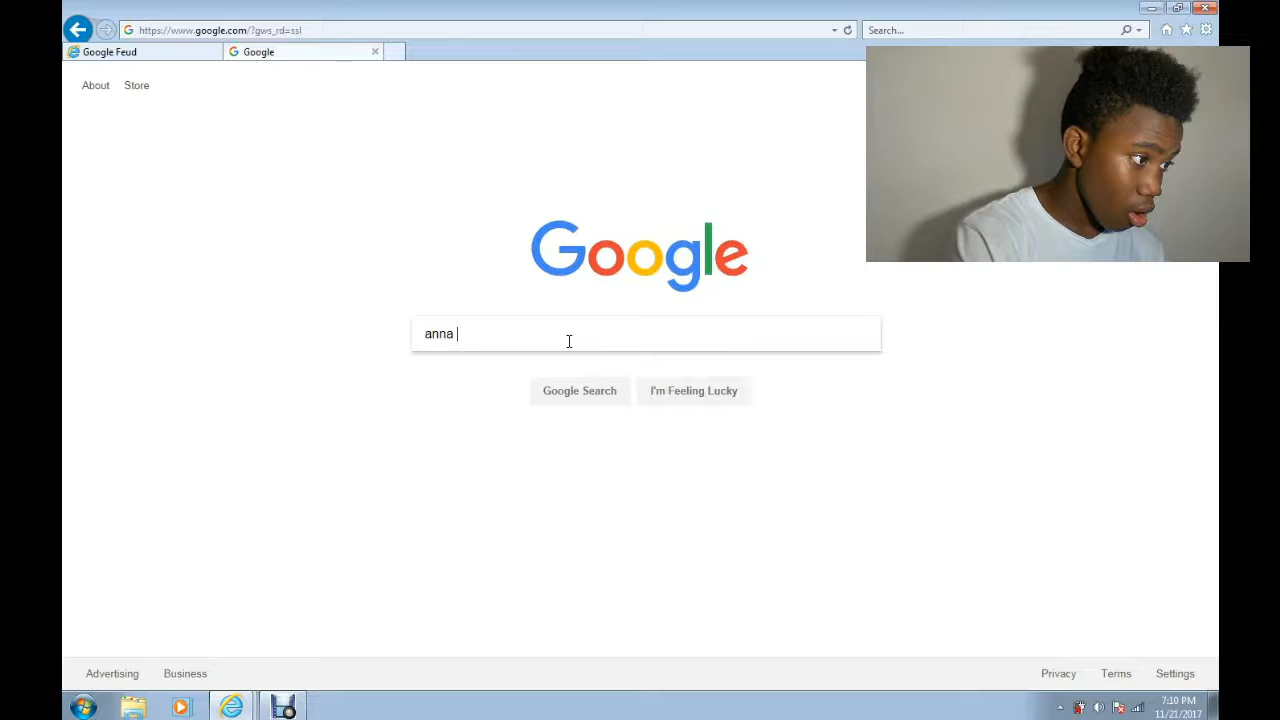 https://www.google.com/?gws_rd=ssl
Search...
Google Feud
Google
About
Store
Google
anna
Google Search
I'm Feeling Lucky
Advertising
Business
Privacy
Terms
Settings
7:10 PM
11/21/2017